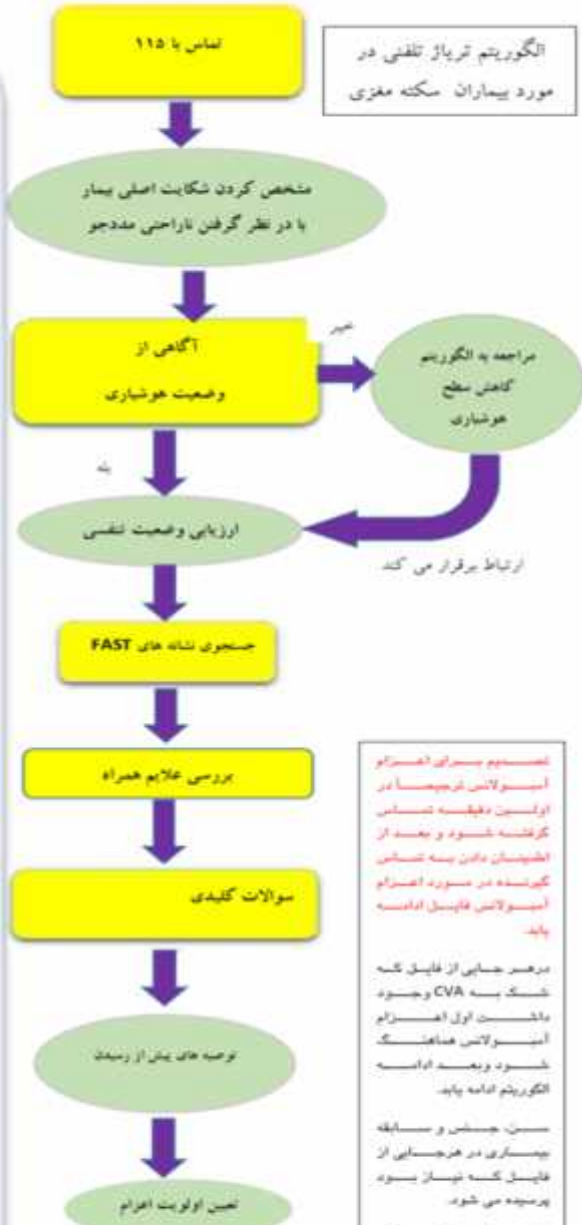 الگوریتم تریاژ تلفنی در
مورد بیماران سکته مغزی
تماس با ۱۱۵
مشخص کردن شکایت اصلی بیمار
با در نظر گرفتن ناراحتی مددجو
آگاهی از
وضعیت هوشیاری
خیر
مراجعه به الگوریتم
کاهش سطح
هوشیاری
بله
ارزیابی وضعیت تنفسی
ارتباط برقرار می کند
جستجوی نشانه های FAST
بررسی علایم همراه
سوالات کلیدی
توصیه های پیش از رسیدن
تعیین اولویت اعزام
تصمیم برای اعزام
آمبولانس ترجیحاً در
اولین دقیقه تماس
گرفته شود و بعد از
اطمینان دادن به تماس
گیرنده در مورد اعزام
آمبولانس فایل ادامه
یابد.
درهر جایی از فایل که
شک به CVA وجود
داشت اول اعزام
آمبولانس هماهنگ
شود وبعد ادامه
الگوریتم ادامه یابد.
سن، جنس و سابقه
بیماری در هرجایی از
فایل که نیاز بود
پرسیده می شود.